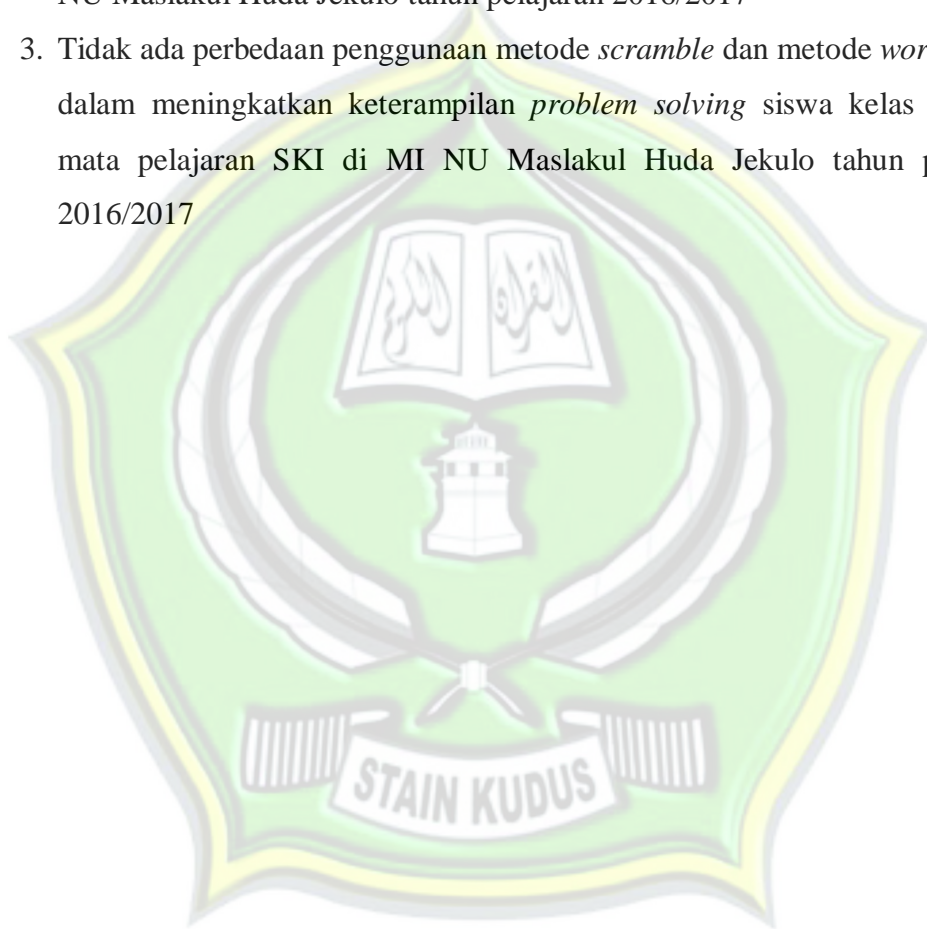 NU Maslakul Huda Jekulo tahun pelajaran 2016/2017
3. Tidak ada perbedaan penggunaan metode scramble dan metode
dalam meningkatkan keterampilan problem solving siswa kelas
mata pelajaran SKI di MI NU Maslakul Huda Jekulo tahun
2016/2017
القرآن الكريم
STAIN KUDUS